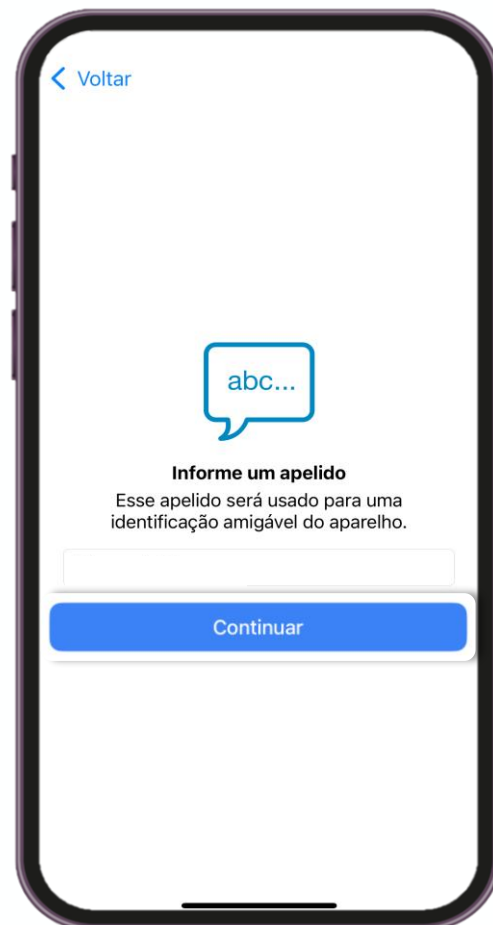 Voltar
abc...
Informe um apelido
Esse apelido será usado para uma
identificação amigável do aparelho.
Continuar